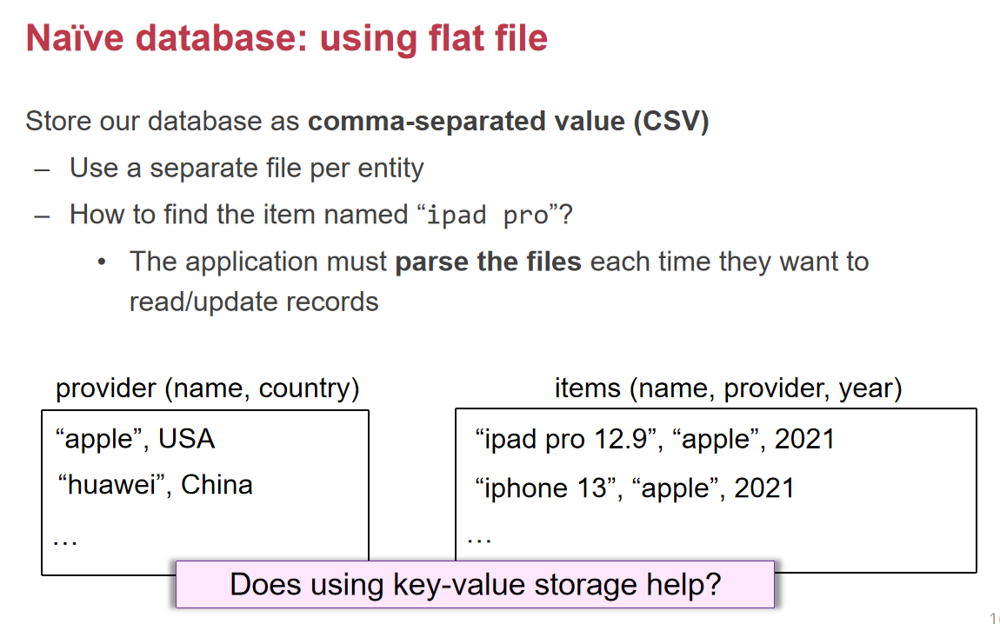 Naïve database: using flat file
Store our database as comma-separated value (CSV)
– Use a separate file per entity
– How to find the item named “ipad pro”?
• The application must parse the files each time they want to
read/update records
provider (name, country)
“apple”, USA
“huawei”, China
…
items (name, provider, year)
“ipad pro 12.9”, “apple”, 2021
“iphone 13”, “apple”, 2021
…
Does using key-value storage help?